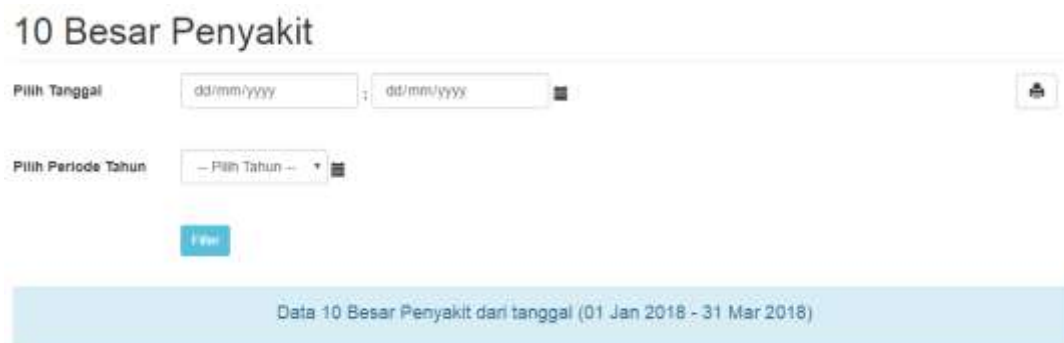 10 Besar Penyakit
Pilih Tanggal dd/mm/yyyy : dd/mm/yyyy
Pilih Periode Tahun -- Pilih Tahun --
Filter
Data 10 Besar Penyakit dari tanggal (01 Jan 2018 - 31 Mar 2018)